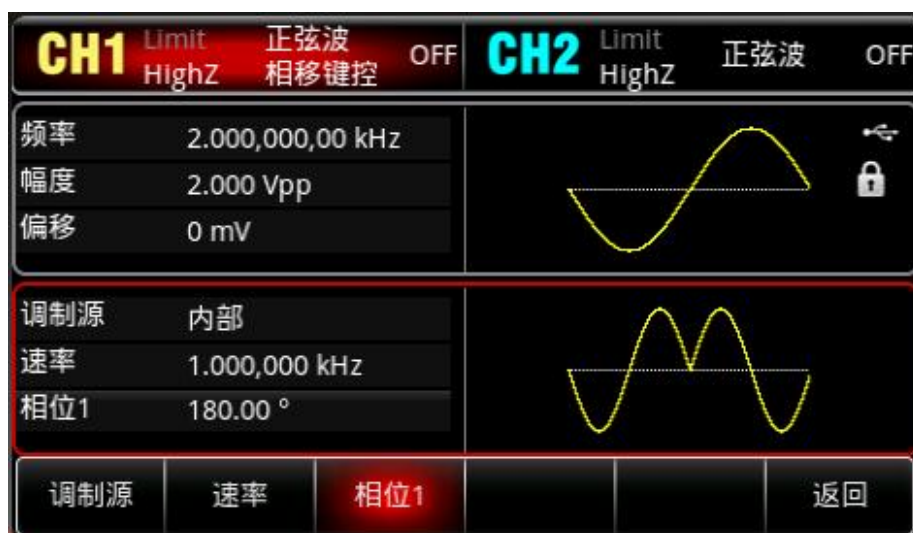 CH1 Limit 正弦波 OFF CH2 Limit 正弦波 OFF
HighZ 相移键控 HighZ
频率 2.000,000,00 kHz
幅度 2.000 Vpp
偏移 0 mV
调制源 内部
速率 1.000,000 kHz
相位1 180.00 °
调制源 速率 相位1 返回